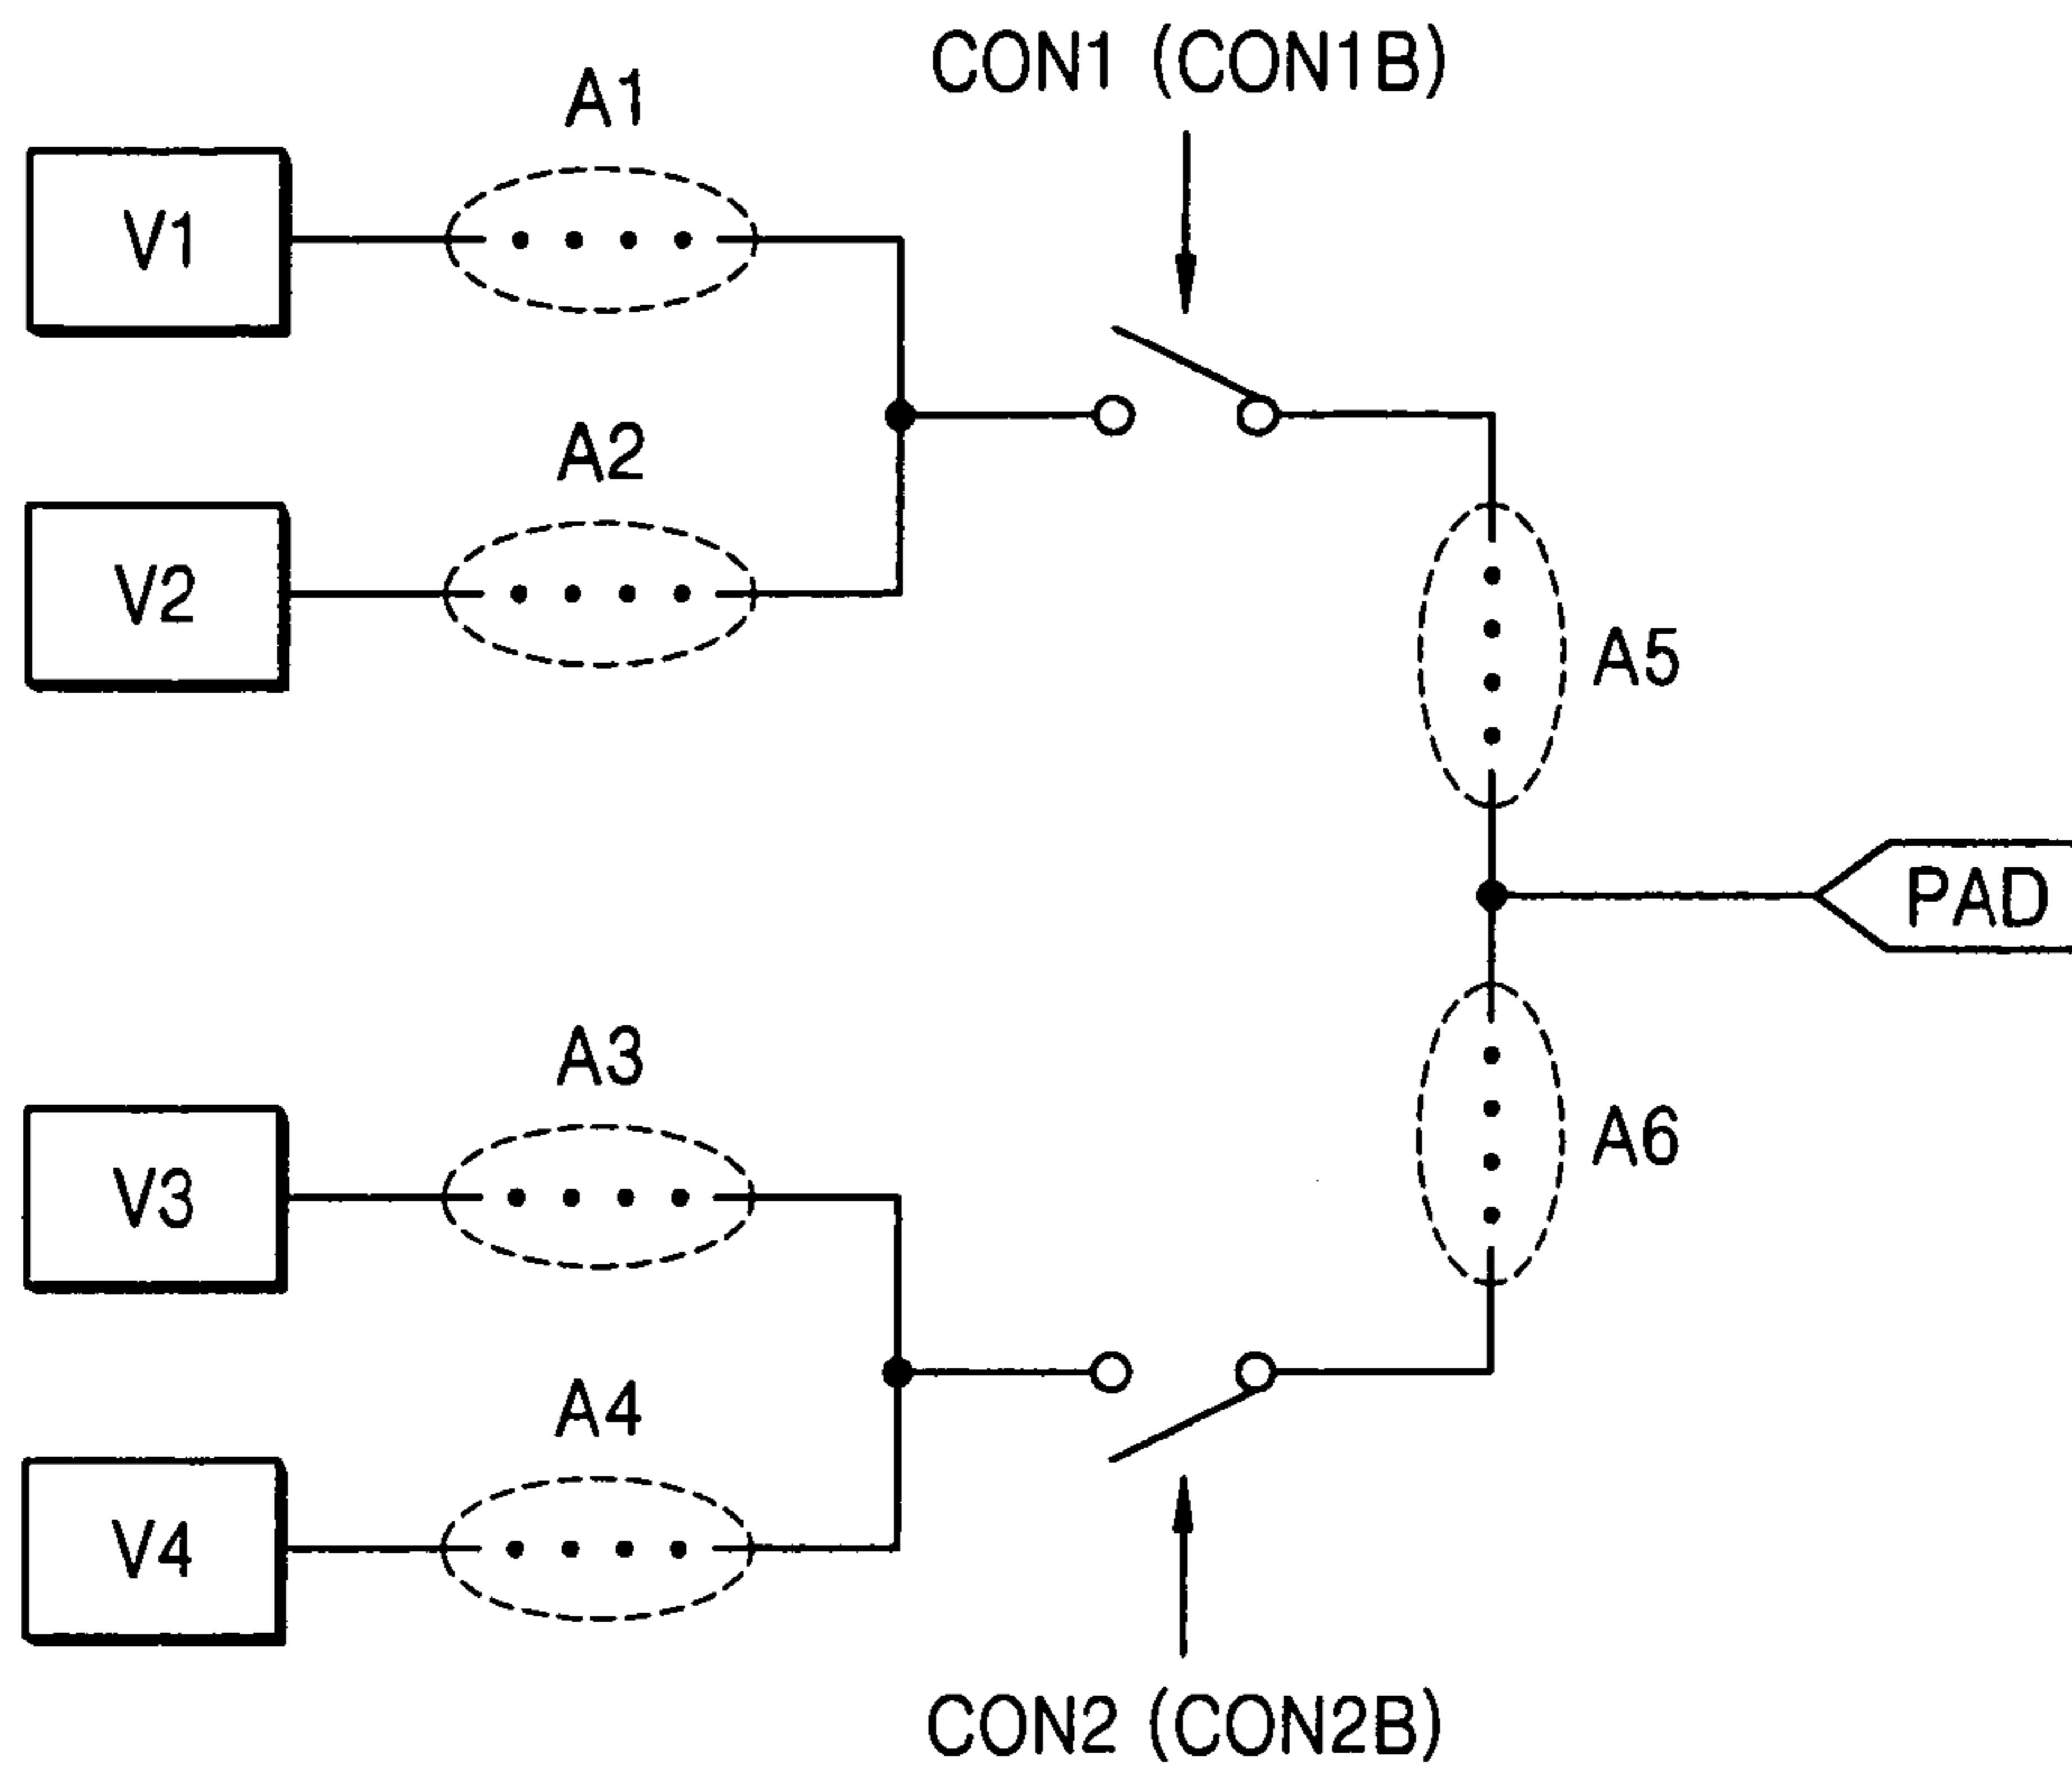 CON1 (CON1B)
A1
V1
A2
V2
A5
PAD
A3
A6
V3
A4
V4
CON2 (CON2B)